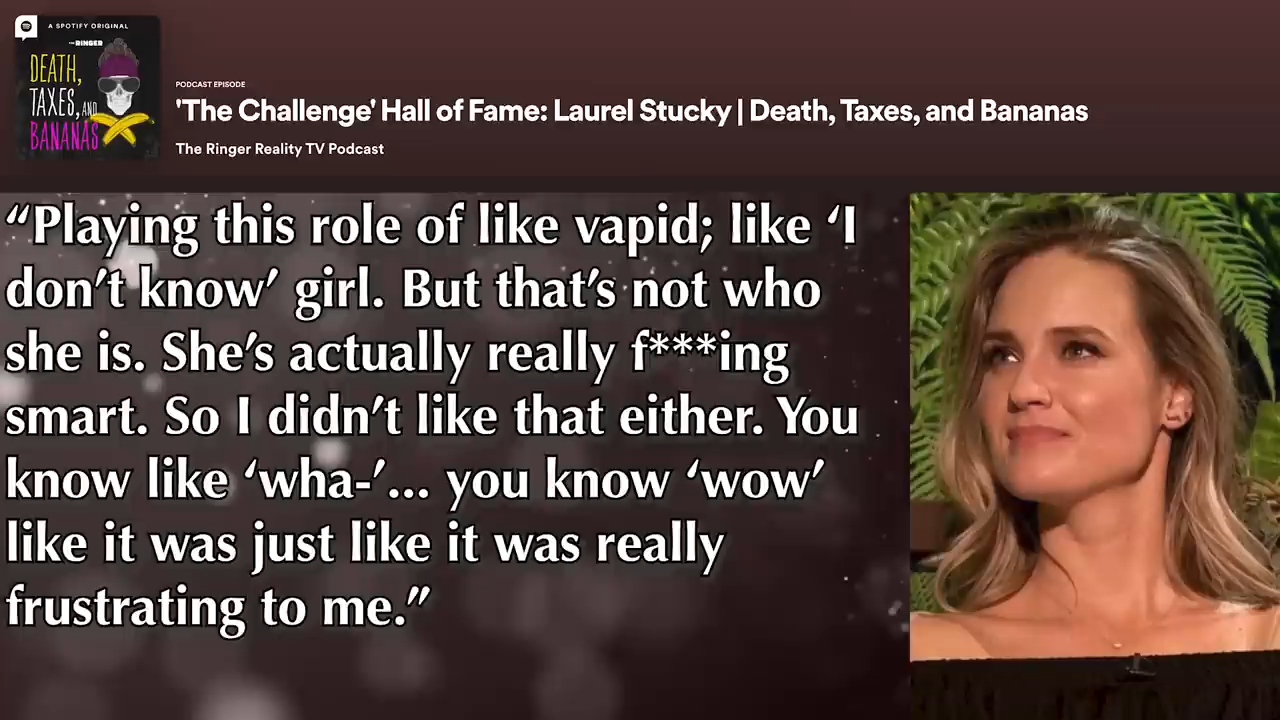 A SPOTIFY ORIGINAL
THE RINGER
DEATH,
TAXES, AND
BANANAS
PODCAST EPISODE
'The Challenge' Hall of Fame: Laurel Stucky | Death, Taxes, and Bananas
The Ringer Reality TV Podcast
“Playing this role of like vapid; like ‘I
don’t know’ girl. But that’s not who
she is. She’s actually really f***ing
smart. So I didn’t like that either. You
know like ‘wha-’... you know ‘wow’
like it was just like it was really
frustrating to me.”